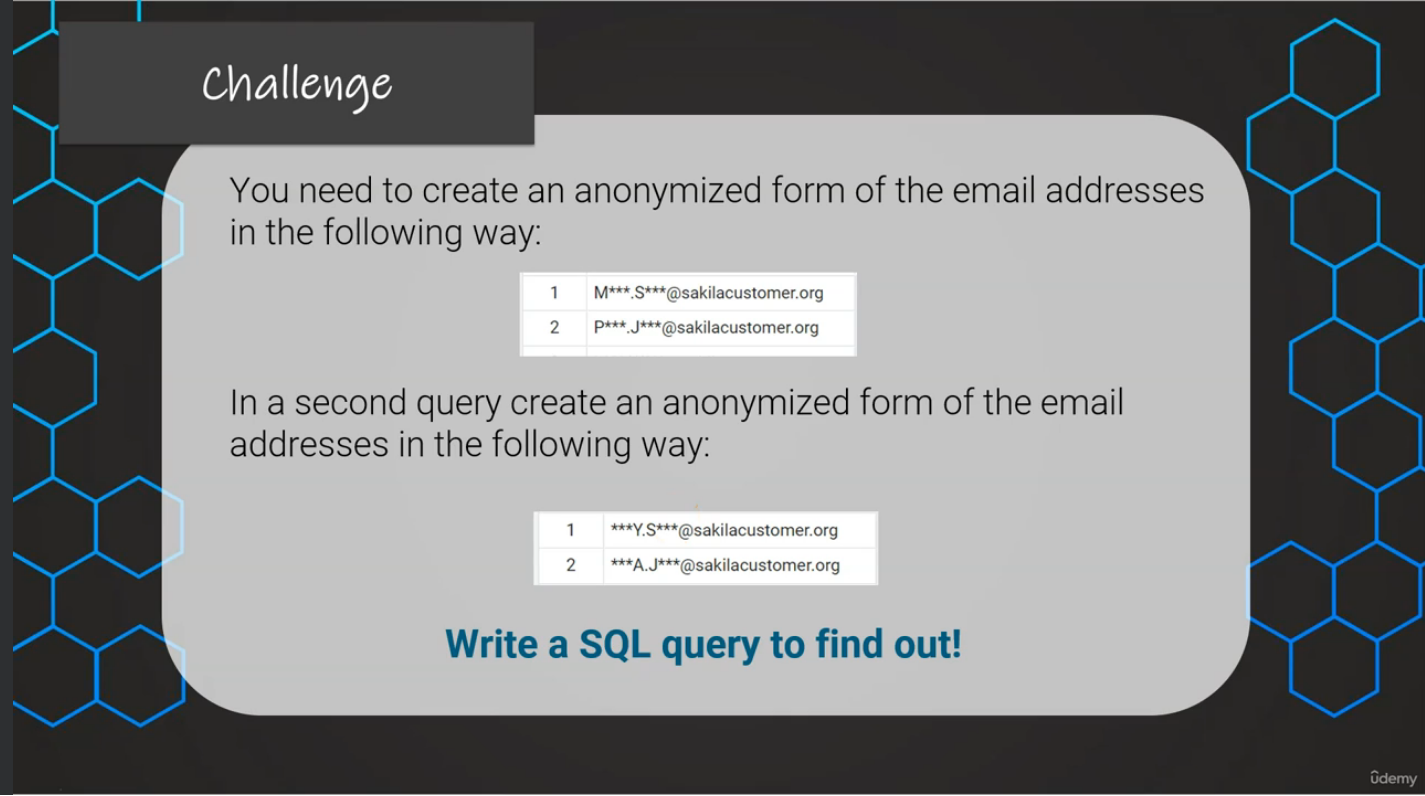 Challenge
You need to create an anonymized form of the email addresses
in the following way:
1 M***.S***@sakilacustomer.org
2 P***.J***@sakilacustomer.org
In a second query create an anonymized form of the email
addresses in the following way:
1 ***Y.S***@sakilacustomer.org
2 ***A.J***@sakilacustomer.org
Write a SQL query to find out!
ûdemy